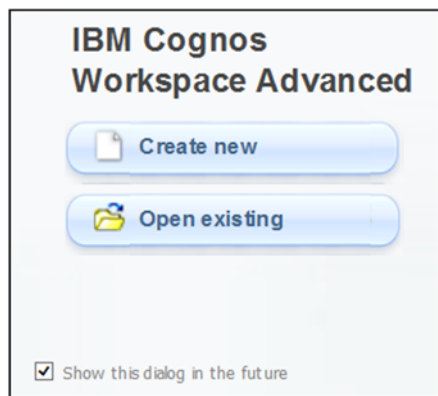 IBM Cognos
Workspace Advanced
Create new
Open existing
Show this dialog in the future